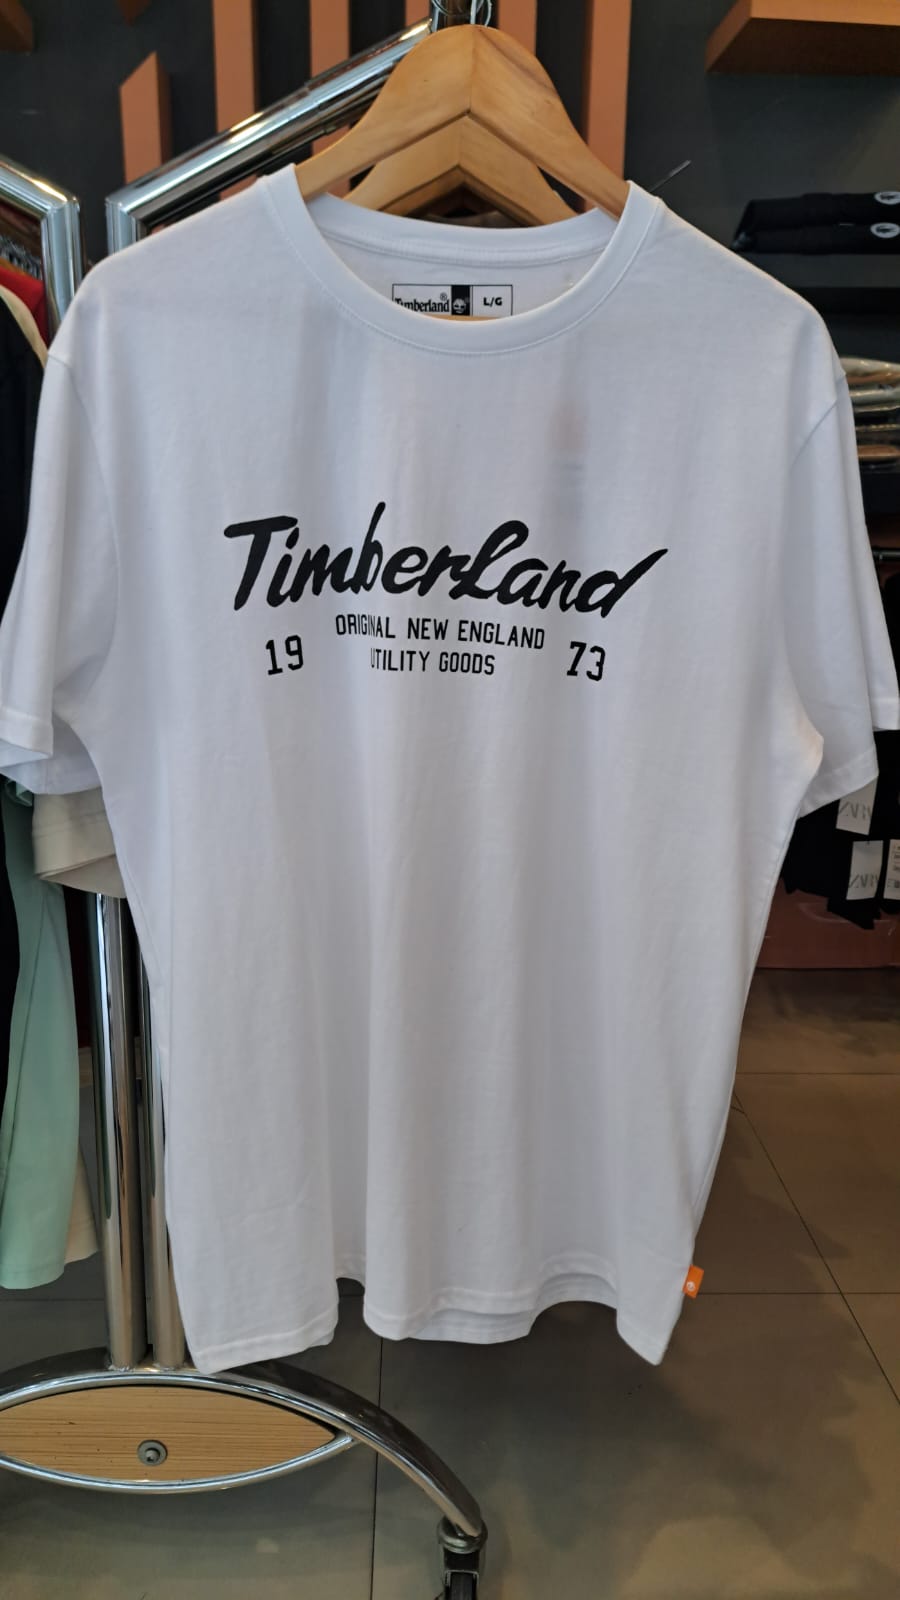 Timberland® L/G
Timberland
ORIGINAL NEW ENGLAND
19 UTILITY GOODS 73